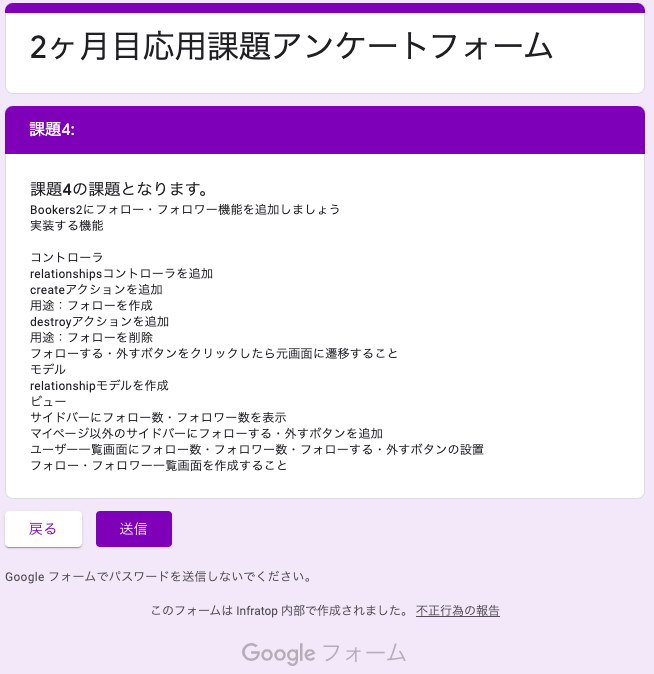 2ヶ月目応用課題アンケートフォーム
課題4:
課題4の課題となります。
Bookers2にフォロー・フォロワー機能を追加しましょう
実装する機能
コントローラ
relationshipsコントローラを追加
createアクションを追加
用途：フォローを作成
destroyアクションを追加
用途：フォローを削除
フォローする・外すボタンをクリックしたら元画面に遷移すること
モデル
relationshipモデルを作成
ビュー
サイドバーにフォロー数・フォロワー数を表示
マイページ以外のサイドバーにフォローする・外すボタンを追加
ユーザー一覧画面にフォロー数・フォロワー数・フォローする・外すボタンの設置
フォロー・フォロワー一覧画面を作成すること
戻る
送信
Google フォームでパスワードを送信しないでください。
このフォームは Infratop 内部で作成されました。 不正行為の報告
Google フォーム